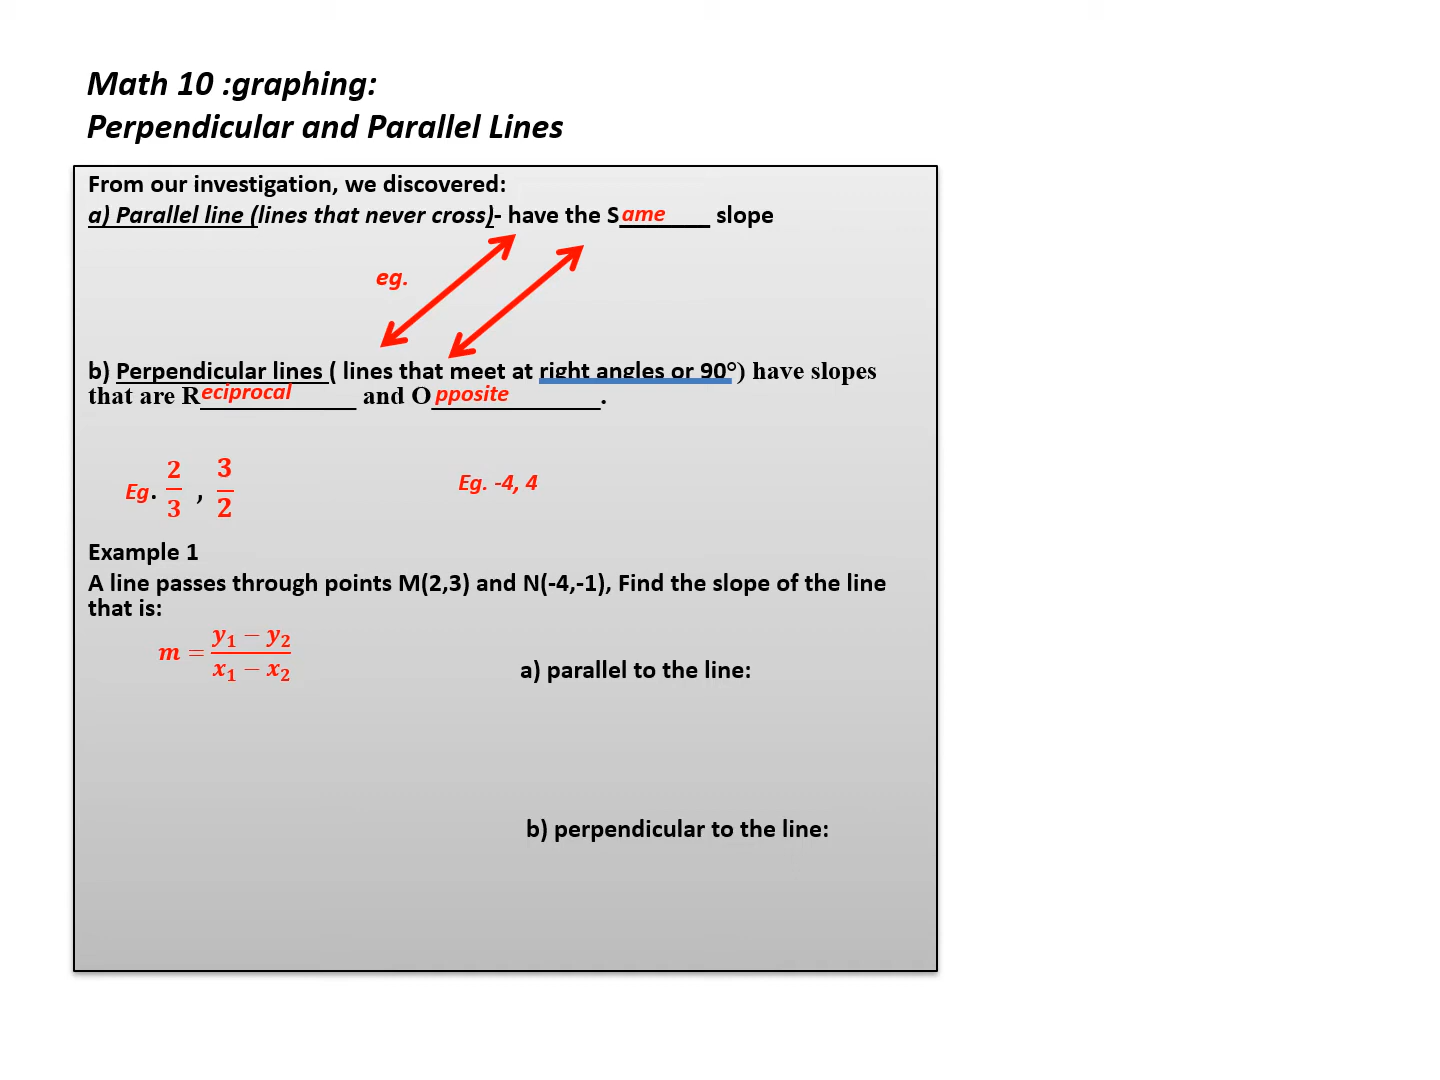 Math 10 :graphing:
Perpendicular and Parallel Lines
From our investigation, we discovered:
a) Parallel line (lines that never cross)- have the Same slope
eg.
b) Perpendicular lines ( lines that meet at right angles or 90°) have slopes
that are Reciprocal and Opposite.
Eg. 2/3 , 3/2
Eg. -4, 4
Example 1
A line passes through points M(2,3) and N(-4,-1), Find the slope of the line
that is:
m = y₁ − y₂ / x₁ − x₂
a) parallel to the line:
b) perpendicular to the line: